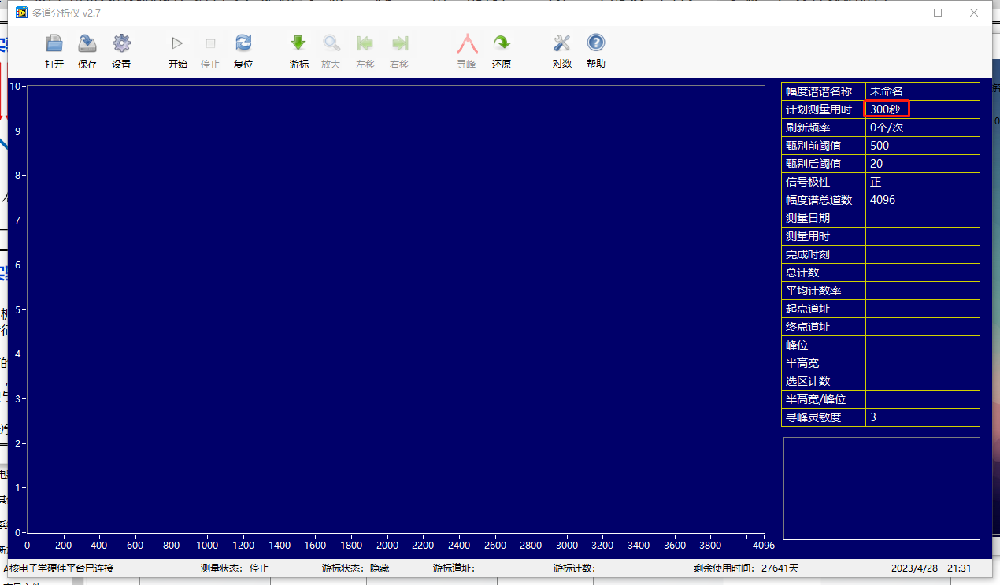 多道分析仪 v2.7
打开 保存 设置 开始 停止 复位 游标 放大 左移 右移 寻峰 还原 对数 帮助
幅度谱谱名称 未命名
计划测量用时 300秒
刷新频率 0个/次
甄别前阈值 500
甄别后阈值 20
信号极性 正
幅度谱总道数 4096
测量日期
测量用时
完成时刻
总计数
平均计数率
起点道址
终点道址
峰位
半高宽
选区计数
半高宽/峰位
寻峰灵敏度 3
10
9
8
7
6
5
4
3
2
1
0
0 200 400 600 800 1000 1200 1400 1600 1800 2000 2200 2400 2600 2800 3000 3200 3400 3600 3800 4096
核电子学硬件平台已连接 测量状态: 停止 游标状态: 隐藏 游标道址: 游标计数: 剩余使用时间: 27641天 2023/4/28 21:31